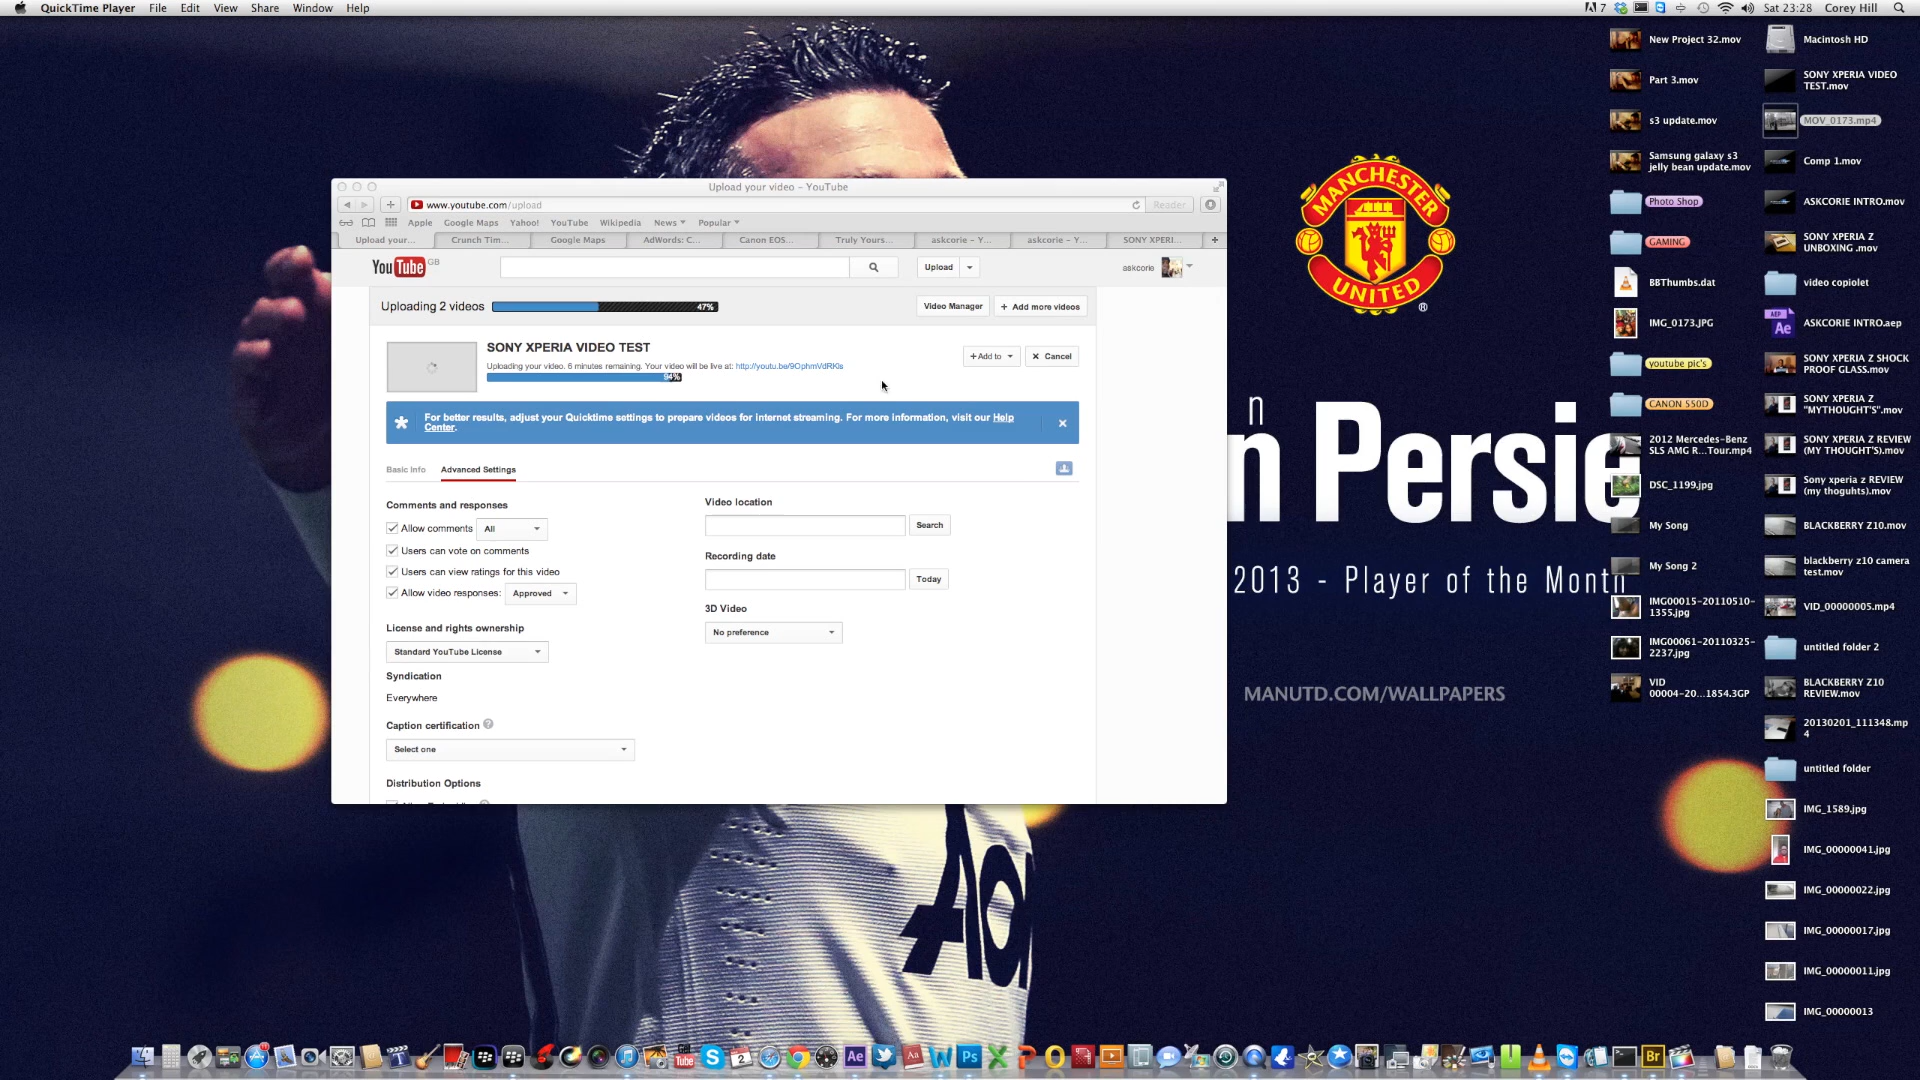 QuickTime Player File Edit View Share Window Help
7 Sat 23:28 Corey Hill
Upload your video – YouTube
www.youtube.com/upload
Reader
Apple Google Maps Yahoo! YouTube Wikipedia News Popular
Upload your... Crunch Tim... Google Maps AdWords: C... Canon EOS... Truly Yours... askcorie – Y... askcorie – Y... SONY XPERI...
YouTube GB
Upload
askcorie
Uploading 2 videos
47%
Video Manager
+ Add more videos
SONY XPERIA VIDEO TEST
Uploading your video. 6 minutes remaining. Your video will be live at: http://youtu.be/9OphmVdRKls
94%
+ Add to
× Cancel
For better results, adjust your Quicktime settings to prepare videos for Internet streaming. For more information, visit our Help
Center.
Basic Info
Advanced Settings
Comments and responses
Allow comments
All
Users can vote on comments
Users can view ratings for this video
Allow video responses:
Approved
License and rights ownership
Standard YouTube License
Syndication
Everywhere
Caption certification
Select one
Distribution Options
Video location
Search
Recording date
Today
3D Video
No preference
MANCHESTER
UNITED
®
n
n Persie
2013 - Player of the Month
MANUTD.COM/WALLPAPERS
AO
New Project 32.mov
Part 3.mov
s3 update.mov
Samsung galaxy s3
jelly bean update.mov
Photo Shop
GAMING
BBThumbs.dat
IMG_0173.JPG
youtube pic's
CANON 550D
2012 Mercedes-Benz
SLS AMG R...Tour.mp4
DSC_1199.jpg
My Song
My Song 2
IMG00015-20110510-
1355.jpg
IMG00061-20110325-
2237.jpg
VID
00004-20...1854.3GP
Macintosh HD
SONY XPERIA VIDEO
TEST.mov
MOV_0173.mp4
Comp 1.mov
ASKCORIE INTRO.mov
SONY XPERIA Z
UNBOXING .mov
video copiolet
AEP
Ae
ASKCORIE INTRO.aep
SONY XPERIA Z SHOCK
PROOF GLASS.mov
SONY XPERIA Z
"MYTHOUGHT'S".mov
SONY XPERIA Z REVIEW
(MY THOUGHT'S).mov
Sony xperia z REVIEW
(my thoguhts).mov
BLACKBERRY Z10.mov
blackberry z10 camera
test.mov
VID_00000005.mp4
untitled folder 2
BLACKBERRY Z10
REVIEW.mov
20130201_111348.mp
4
untitled folder
IMG_1589.jpg
IMG_00000041.jpg
IMG_00000022.jpg
IMG_00000017.jpg
IMG_00000011.jpg
IMG_00000013
You Tube
2
Ae
Aa
Ps
Br